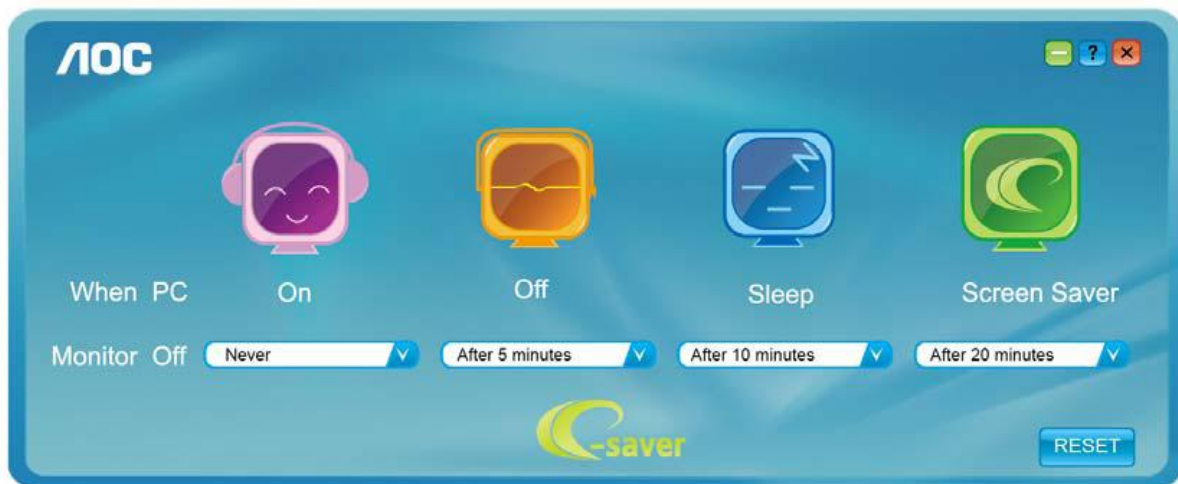 AOC
?
When PC On Off Sleep Screen Saver
Monitor Off Never After 5 minutes After 10 minutes After 20 minutes
e-saver
RESET